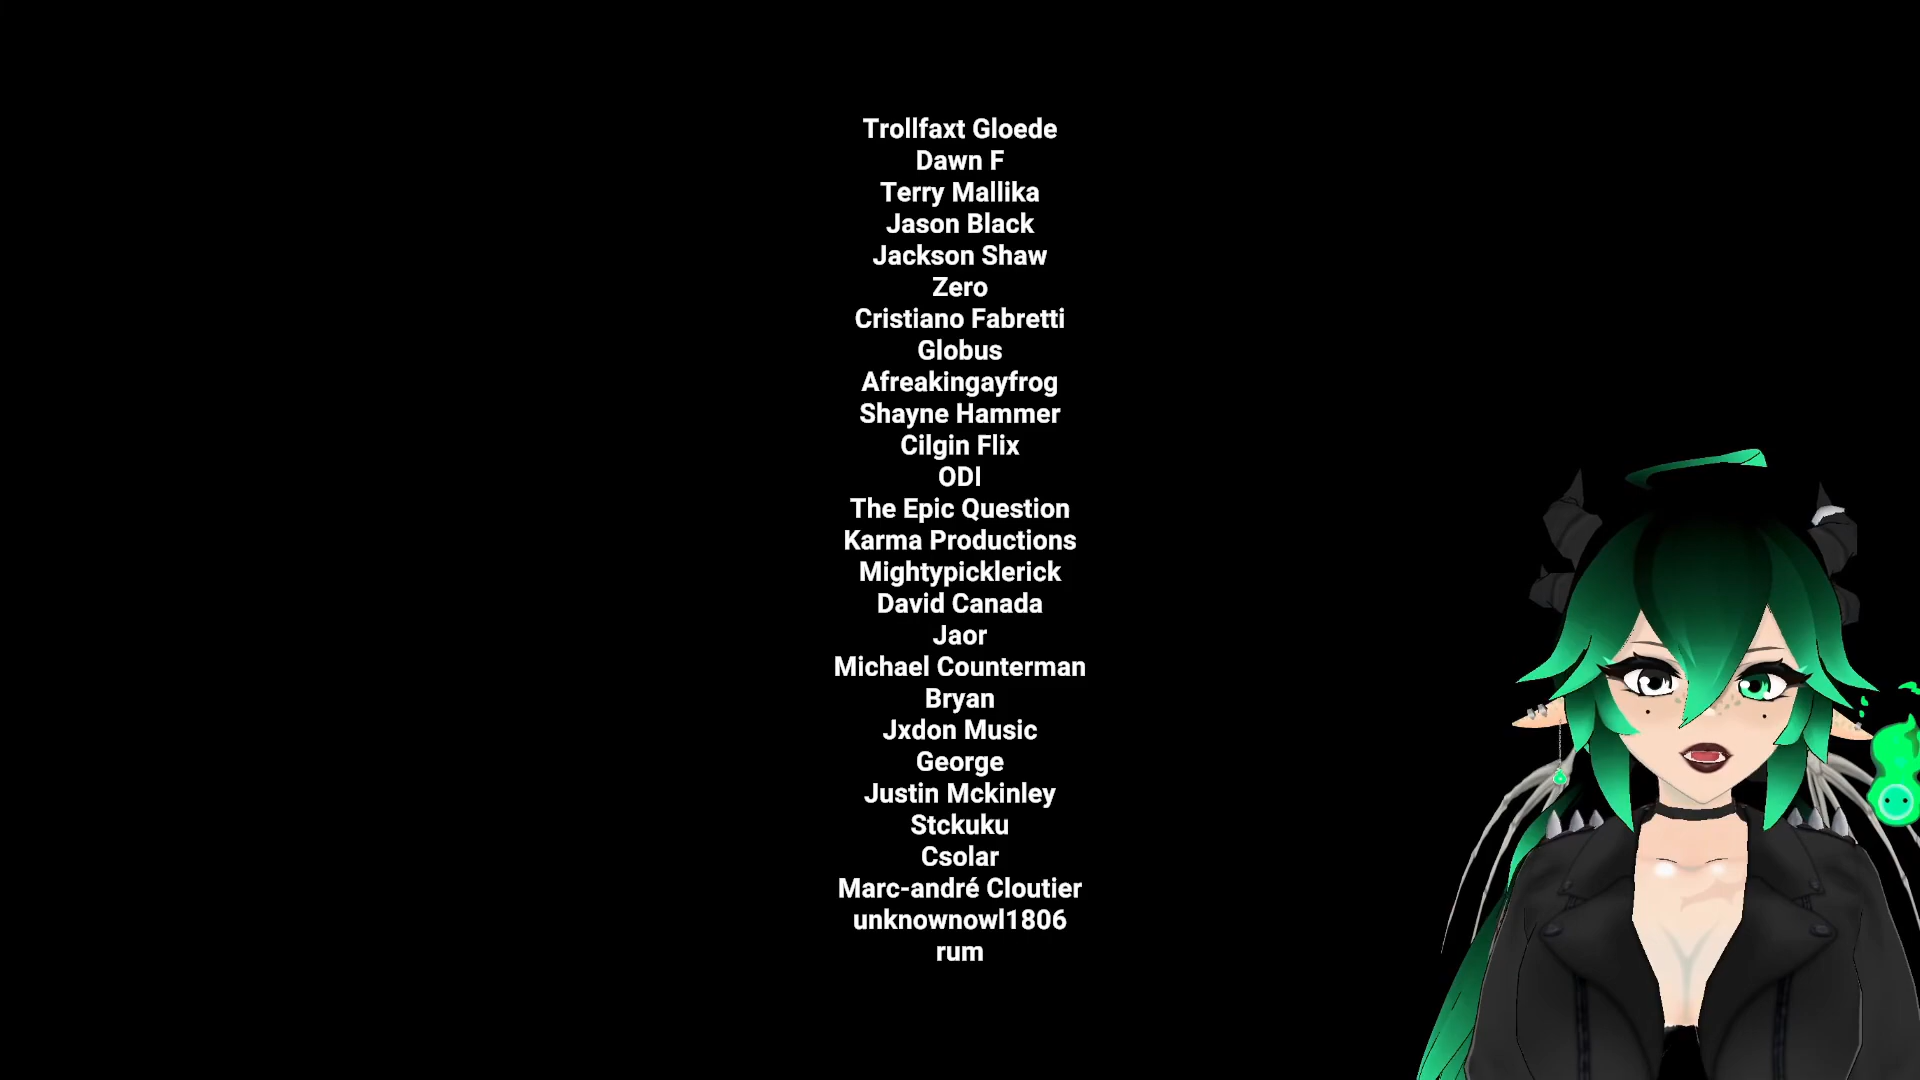 Trollfaxt Gloede
Dawn F
Terry Mallika
Jason Black
Jackson Shaw
Zero
Cristiano Fabretti
Globus
Afreakingayfrog
Shayne Hammer
Cilgin Flix
ODI
The Epic Question
Karma Productions
Mightypicklerick
David Canada
Jaor
Michael Counterman
Bryan
Jxdon Music
George
Justin Mckinley
Stckuku
Csolar
Marc-andré Cloutier
unknownowl1806
rum